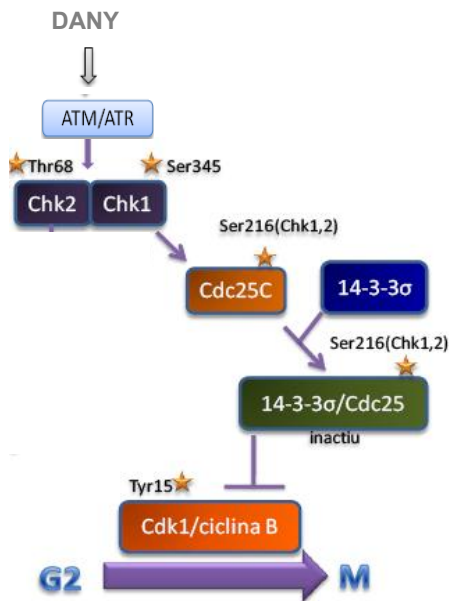 DANY
ATM/ATR
Thr68
Ser345
Chk2
Chk1
Ser216(Chk1,2)
Cdc25C
14-3-3σ
Ser216(Chk1,2)
14-3-3σ/Cdc25
inactiu
Tyr15
Cdk1/ciclina B
G2
M